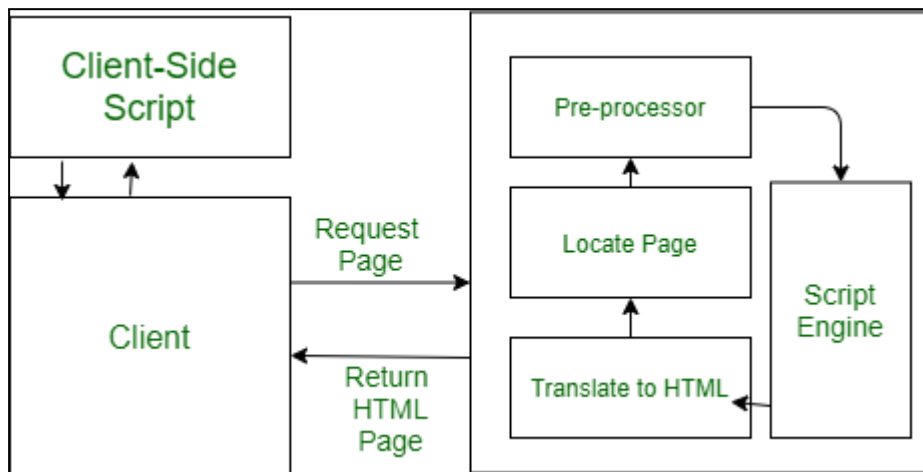 Client-Side
Script
Client
Request
Page
Return
HTML
Page
Pre-processor
Locate Page
Translate to HTML
Script
Engine